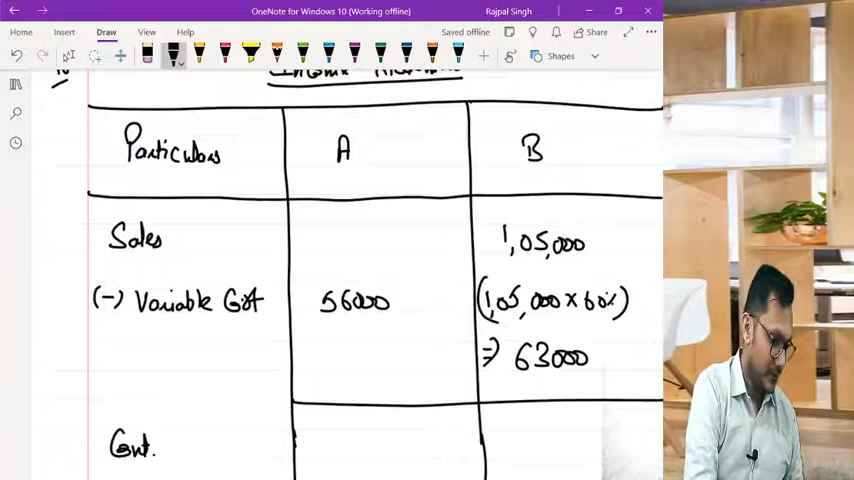 OneNote for Windows 10 (Working offline)
Rajpal Singh
Home Insert Draw View Help
Saved offline
Share
Shapes
Particulars A B
Sales 1,05,000
(-) Variable Cost 56000 (1,05,000 × 60%)
⇒ 63000
Cont.